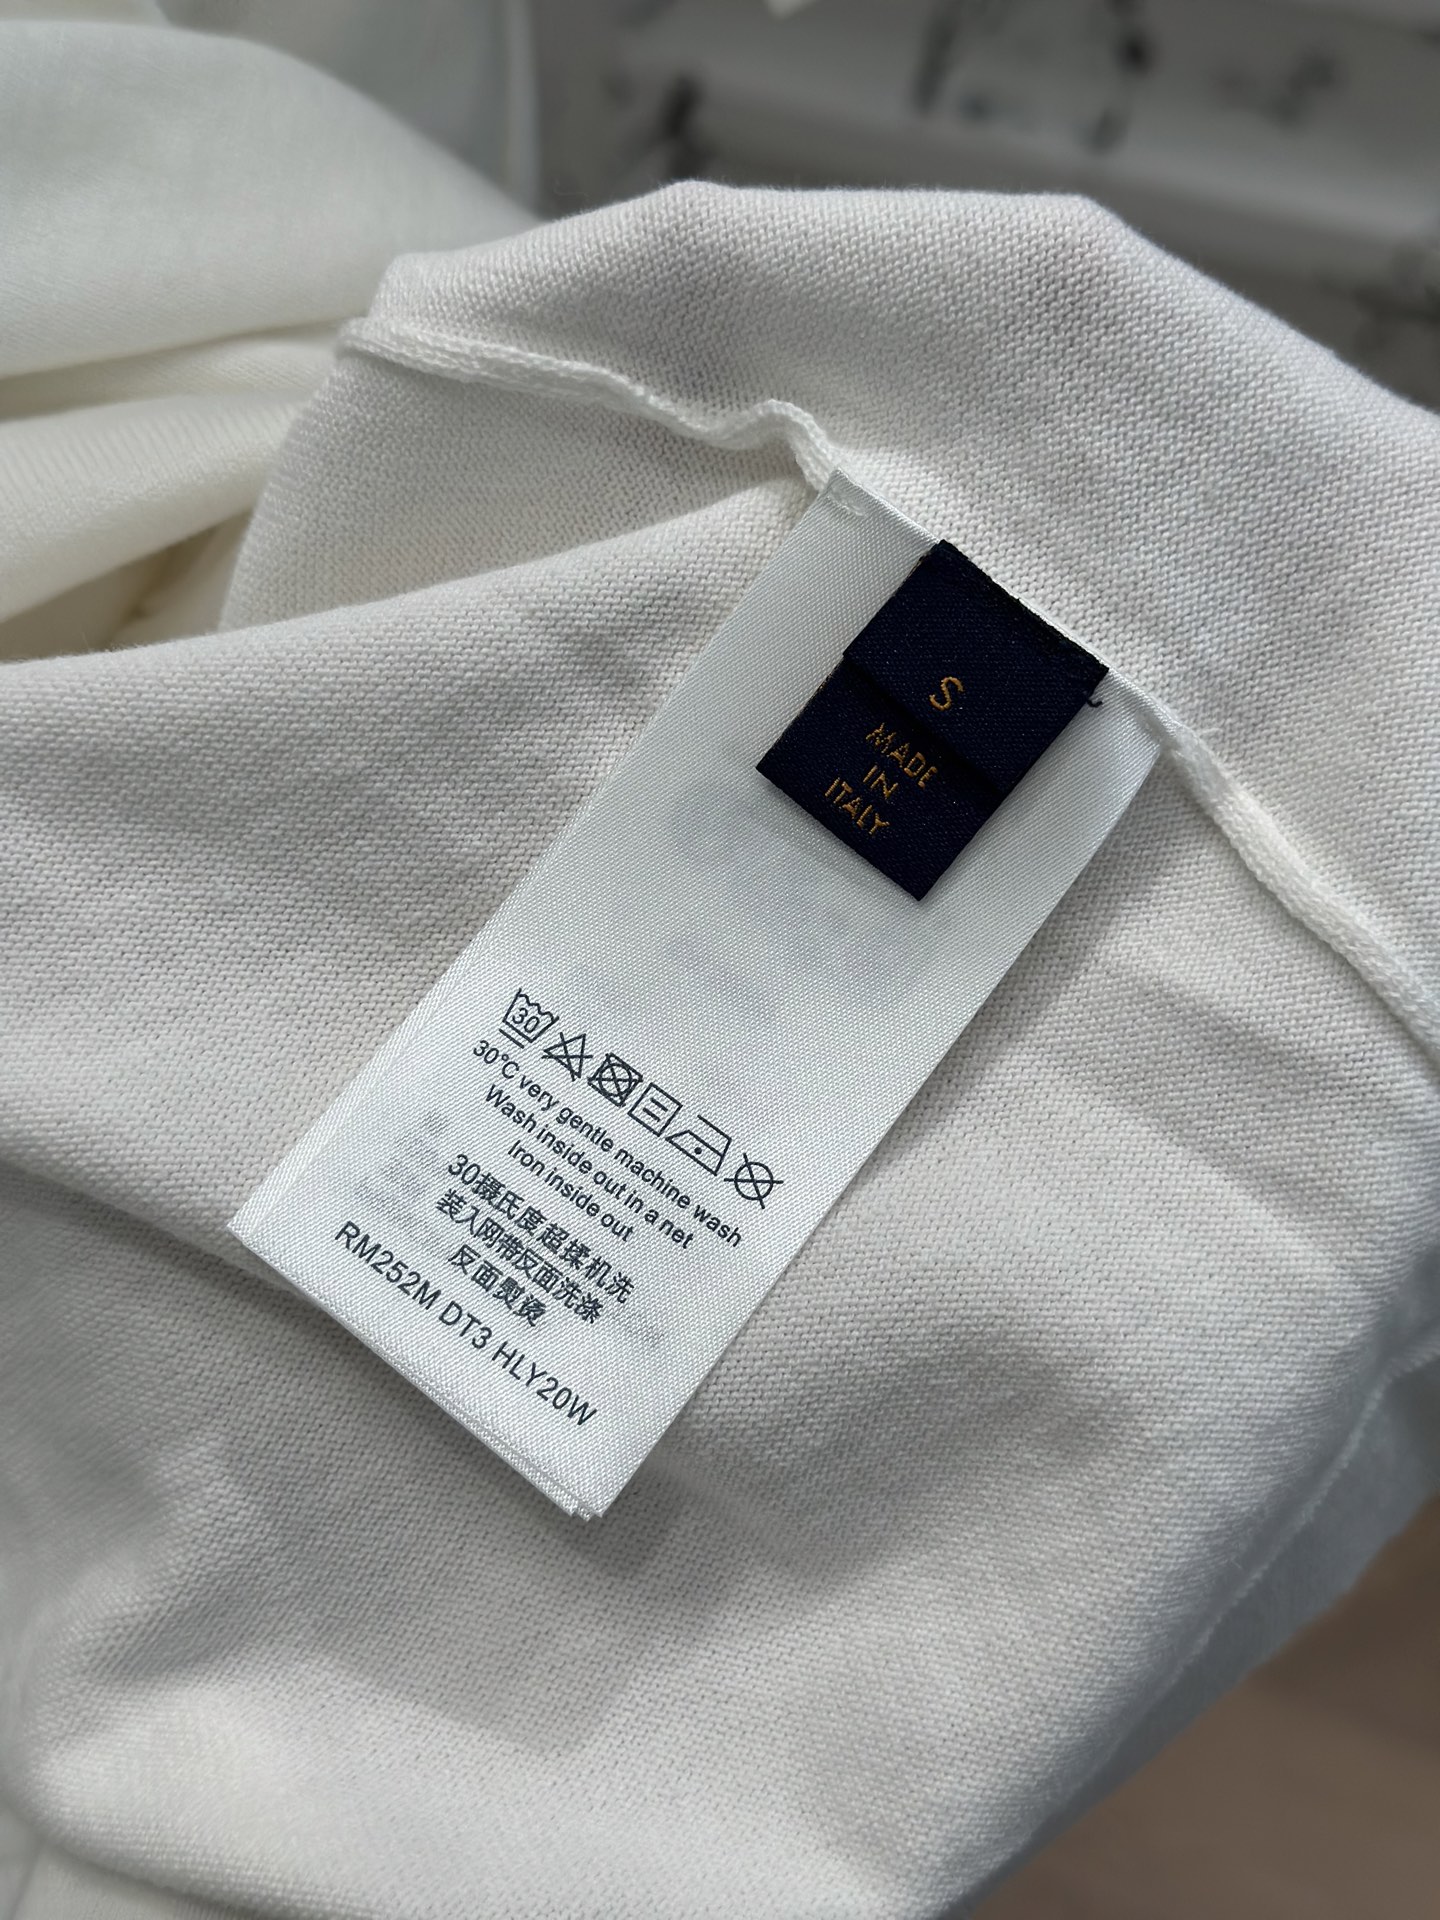 S
MADE
IN
ITALY
30
30°C very gentle machine wash
Wash inside out in a net
Iron inside out
30摄氏度超揉机洗
装入网带反面洗涤
反面熨烫
RM252M DT3 HLY20W